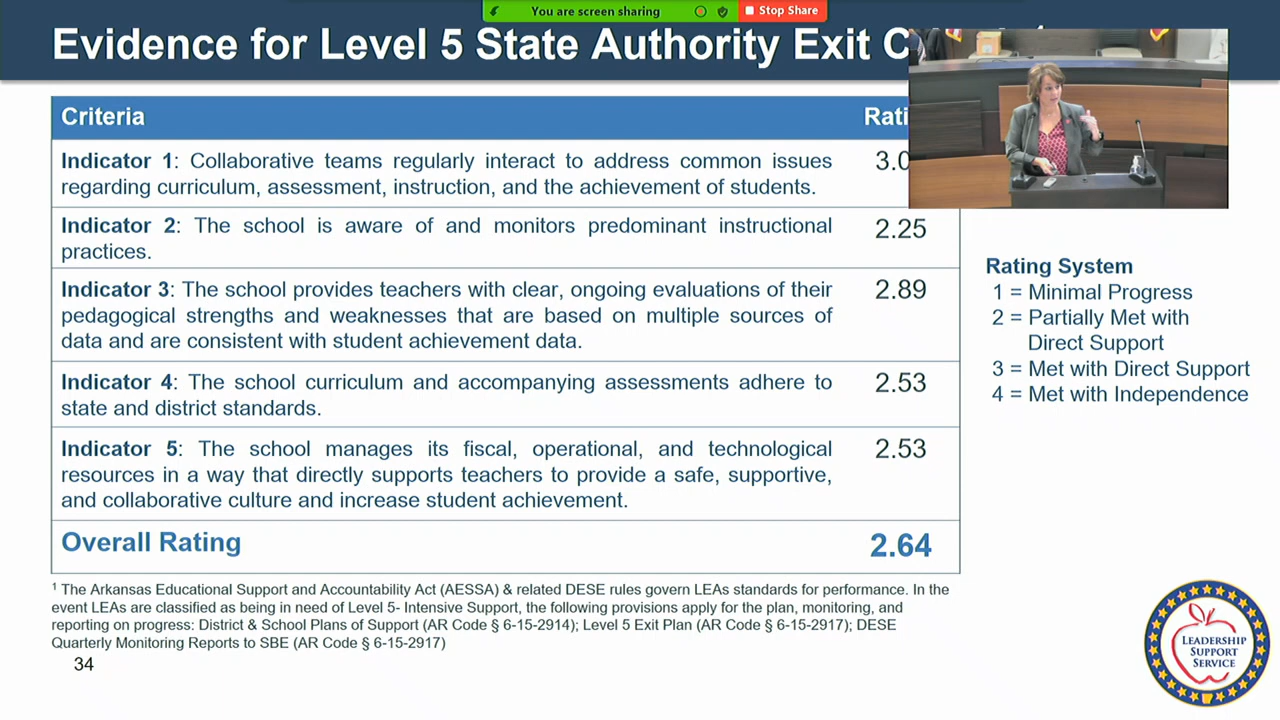 You are screen sharing
Stop Share
Evidence for Level 5 State Authority Exit
Criteria
Indicator 1: Collaborative teams regularly interact to address common issues
regarding curriculum, assessment, instruction, and the achievement of students.
Indicator 2: The school is aware of and monitors predominant instructional
practices.
2.25
Indicator 3: The school provides teachers with clear, ongoing evaluations of their
pedagogical strengths and weaknesses that are based on multiple sources of
data and are consistent with student achievement data.
2.89
Indicator 4: The school curriculum and accompanying assessments adhere to
state and district standards.
2.53
Indicator 5: The school manages its fiscal, operational, and technological
resources in a way that directly supports teachers to provide a safe, supportive,
and collaborative culture and increase student achievement.
2.53
Overall Rating
2.64
Rating System
1 = Minimal Progress
2 = Partially Met with
Direct Support
3 = Met with Direct Support
4 = Met with Independence
1 The Arkansas Educational Support and Accountability Act (AESSA) & related DESE rules govern LEAs standards for performance. In the
event LEAs are classified as being in need of Level 5- Intensive Support, the following provisions apply for the plan, monitoring, and
reporting on progress: District & School Plans of Support (AR Code § 6-15-2914); Level 5 Exit Plan (AR Code § 6-15-2917); DESE
Quarterly Monitoring Reports to SBE (AR Code § 6-15-2917)
34
LEADERSHIP
SUPPORT
SERVICE